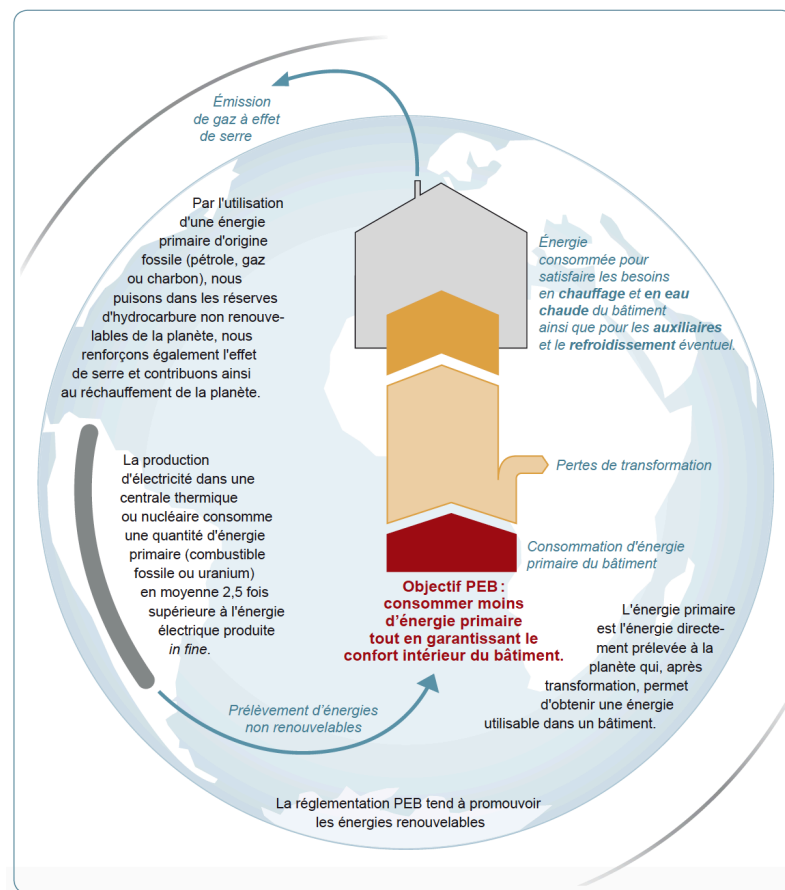 Émission
de gaz à effet
de serre
Par l'utilisation
d'une énergie
primaire d'origine
fossile (pétrole, gaz
ou charbon), nous
puisons dans les réserves
d'hydrocarbure non renouve-
lables de la planète, nous
renforçons également l'effet
de serre et contribuons ainsi
au réchauffement de la planète.
Énergie
consommée pour
satisfaire les besoins
en chauffage et en eau
chaude du bâtiment
ainsi que pour les auxiliaires
et le refroidissement éventuel.
La production
d'électricité dans une
centrale thermique
ou nucléaire consomme
une quantité d'énergie
primaire (combustible
fossile ou uranium)
en moyenne 2,5 fois
supérieure à l'énergie
électrique produite
in fine.
Pertes de transformation
Consommation d'énergie
primaire du bâtiment
Objectif PEB :
consommer moins
d'énergie primaire
tout en garantissant le
confort intérieur du bâtiment.
L'énergie primaire
est l'énergie directe-
ment prélevée à la
planète qui, après
transformation, permet
d'obtenir une énergie
utilisable dans un bâtiment.
Prélèvement d'énergies
non renouvelables
La réglementation PEB tend à promouvoir
les énergies renouvelables